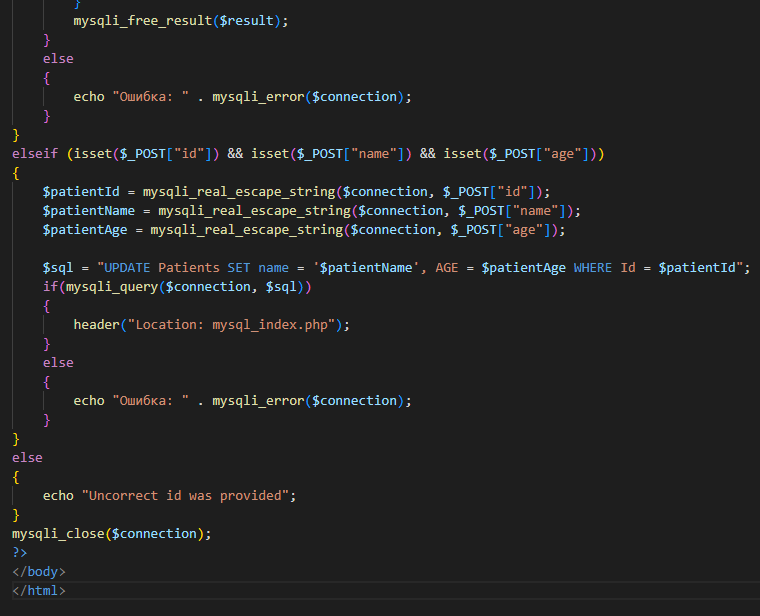 }
mysqli_free_result($result);
}
else
{
echo "Ошибка: " . mysqli_error($connection);
}
}
elseif (isset($_POST["id"]) && isset($_POST["name"]) && isset($_POST["age"]))
{
$patientId = mysqli_real_escape_string($connection, $_POST["id"]);
$patientName = mysqli_real_escape_string($connection, $_POST["name"]);
$patientAge = mysqli_real_escape_string($connection, $_POST["age"]);
$sql = "UPDATE Patients SET name = '$patientName', AGE = $patientAge WHERE Id = $patientId";
if(mysqli_query($connection, $sql))
{
header("Location: mysql_index.php");
}
else
{
echo "Ошибка: " . mysqli_error($connection);
}
}
else
{
echo "Uncorrect id was provided";
}
mysqli_close($connection);
?>
</body>
</html>